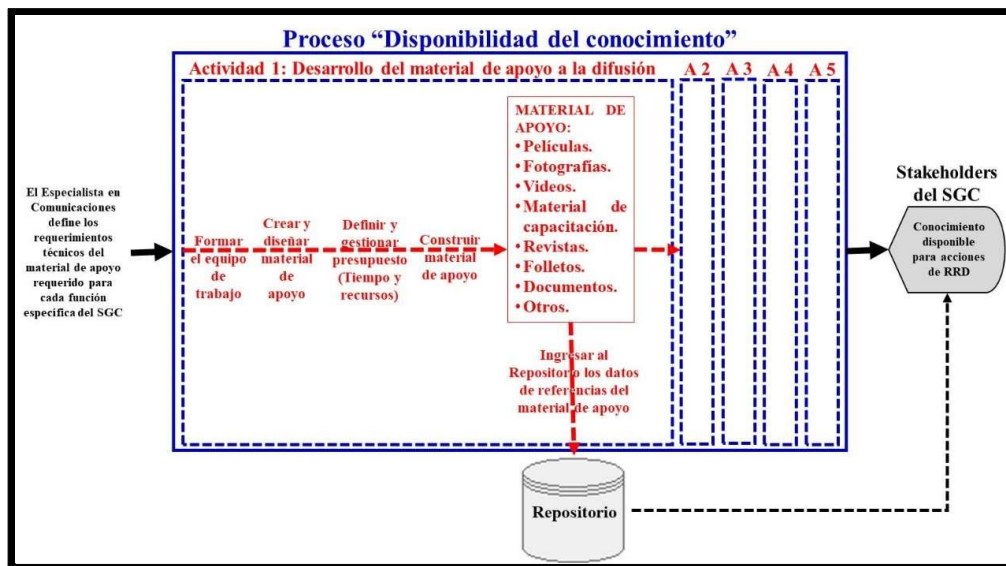 Proceso “Disponibilidad del conocimiento”
Actividad 1: Desarrollo del material de apoyo a la difusión
A 2
A 3
A 4
A 5
El Especialista en
Comunicaciones
define los
requerimientos
técnicos del
material de apoyo
requerido para
cada función
específica del SGC
Formar
el equipo
de
trabajo
Crear y
diseñar
material
de
apoyo
Definir y
gestionar
presupuesto
(Tiempo y
recursos)
Construir
material
de apoyo
MATERIAL DE
APOYO:
• Películas.
• Fotografías.
• Videos.
• Material de
capacitación.
• Revistas.
• Folletos.
• Documentos.
• Otros.
Ingresar al
Repositorio los datos
de referencias del
material de apoyo
Repositorio
Stakeholders
del SGC
Conocimiento
disponible
para acciones
de RRD